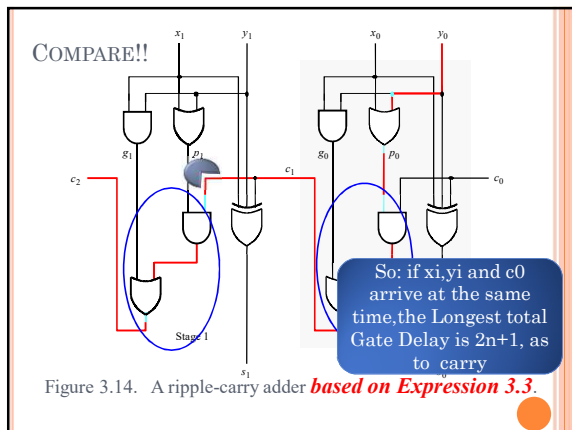 COMPARE!!
x1 y1 x0 y0
g1 p1 g0 p0
c2 c1 c0
Stage 1
So: if xi,yi and c0
arrive at the same
time,the Longest total
Gate Delay is 2n+1, as
to carry
s1
Figure 3.14. A ripple-carry adder based on Expression 3.3.